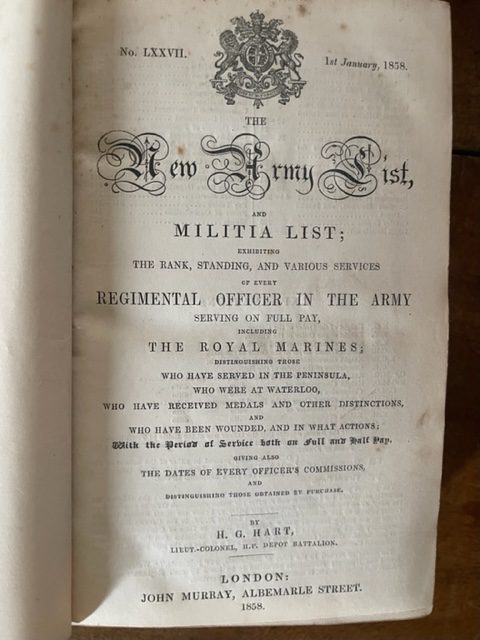 No. LXXVII.
1st January, 1858.
THE
New Army List,
AND
MILITIA LIST;
EXHIBITING
THE RANK, STANDING, AND VARIOUS SERVICES
OF EVERY
REGIMENTAL OFFICER IN THE ARMY
SERVING ON FULL PAY,
INCLUDING
THE ROYAL MARINES;
DISTINGUISHING THOSE
WHO HAVE SERVED IN THE PENINSULA,
WHO WERE AT WATERLOO,
WHO HAVE RECEIVED MEDALS AND OTHER DISTINCTIONS,
AND
WHO HAVE BEEN WOUNDED, AND IN WHAT ACTIONS;
With the Period of Service both on Full and Half Pay.
GIVING ALSO
THE DATES OF EVERY OFFICER'S COMMISSIONS,
AND
DISTINGUISHING THOSE OBTAINED BY PURCHASE.
BY
H. G. HART,
LIEUT.-COLONEL, H.P. DEPOT BATTALION.
LONDON:
JOHN MURRAY, ALBEMARLE STREET.
1858.